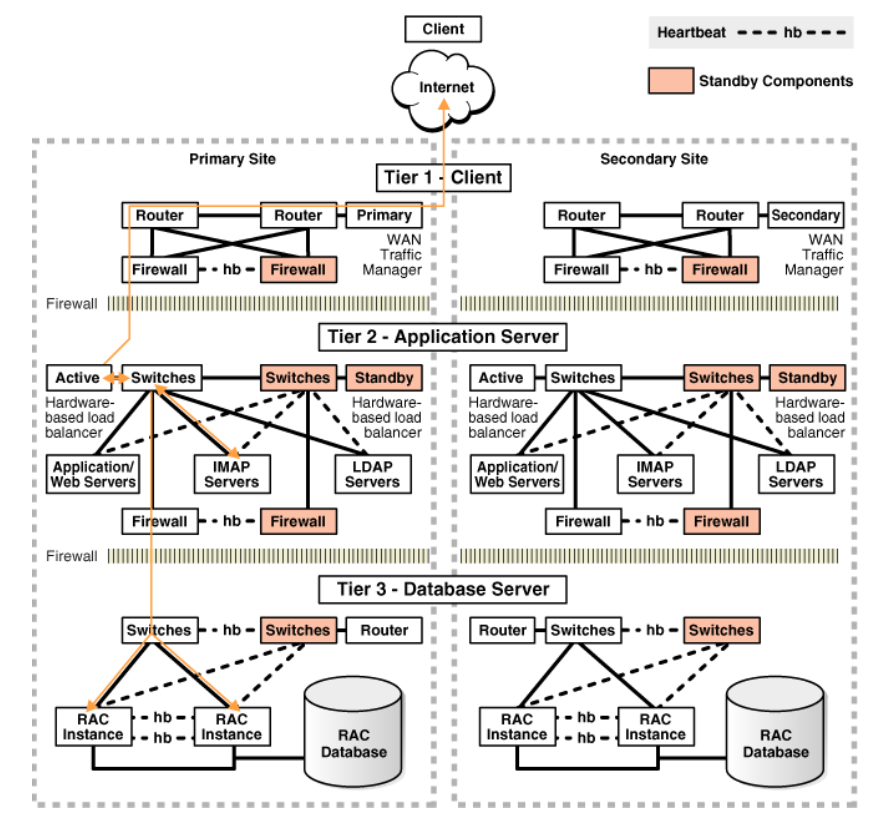 Client
Heartbeat hb
Internet
Standby Components
Primary Site
Secondary Site
Tier 1 - Client
Router
Router
Primary
Router
Router
Secondary
WAN
Traffic
Manager
WAN
Traffic
Manager
Firewall
hb
Firewall
Firewall
hb
Firewall
Firewall
Tier 2 - Application Server
Active
Switches
Switches
Standby
Active
Switches
Switches
Standby
Hardware-
based load
balancer
Hardware-
based load
balancer
Hardware-
based load
balancer
Hardware-
based load
balancer
Application/
Web Servers
IMAP
Servers
LDAP
Servers
Application/
Web Servers
IMAP
Servers
LDAP
Servers
Firewall
hb
Firewall
Firewall
hb
Firewall
Firewall
Tier 3 - Database Server
Switches
hb
Switches
Router
Router
Switches
hb
Switches
RAC
Instance
hb
hb
RAC
Instance
RAC
Database
RAC
Instance
hb
hb
RAC
Instance
RAC
Database